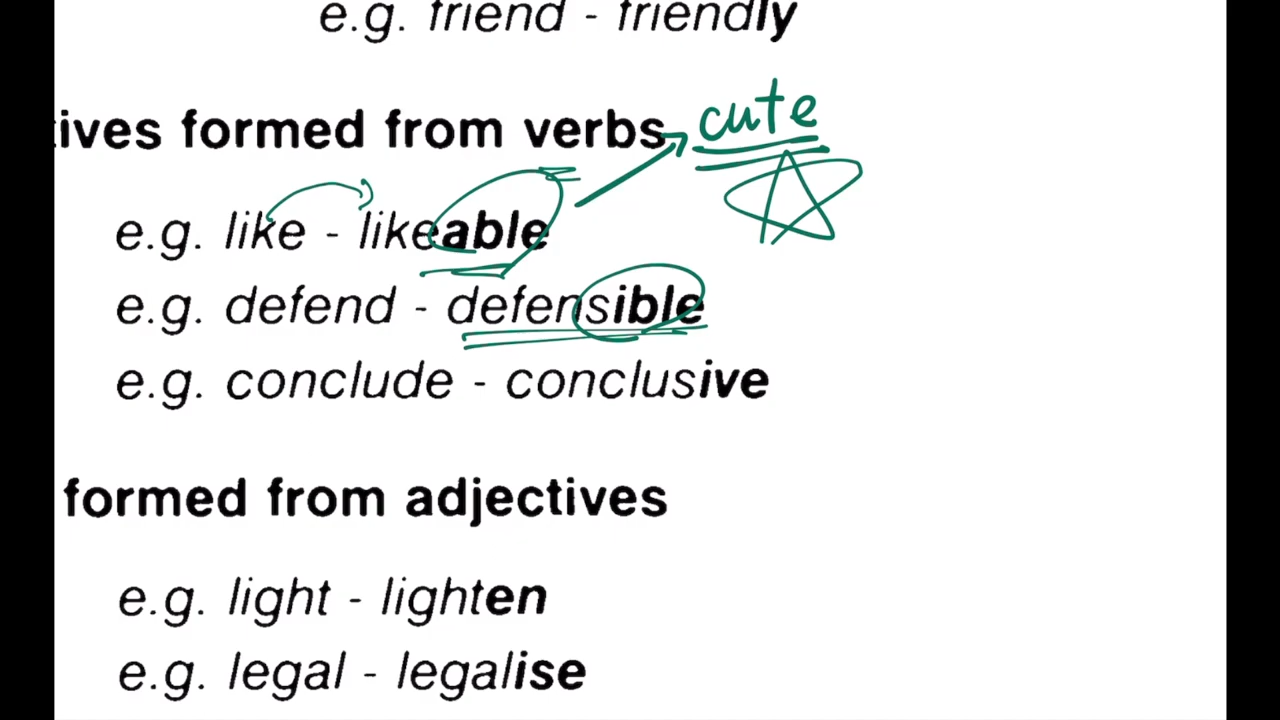 e.g. friend - friendly
cute
tives formed from verbs
e.g. like - likeable
e.g. defend - defensible
e.g. conclude - conclusive
formed from adjectives
e.g. light - lighten
e.g. legal - legalise